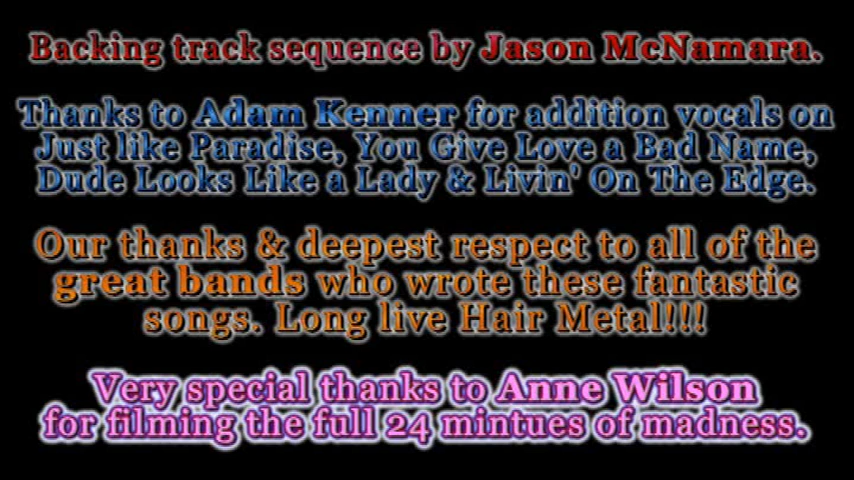 Backing track sequence by Jason McNamara.
Thanks to Adam Kenner for addition vocals on
Just like Paradise, You Give Love a Bad Name,
Dude Looks Like a Lady & Livin' On The Edge.
Our thanks & deepest respect to all of the
great bands who wrote these fantastic
songs. Long live Hair Metal!!!
Very special thanks to Anne Wilson
for filming the full 24 mintues of madness.